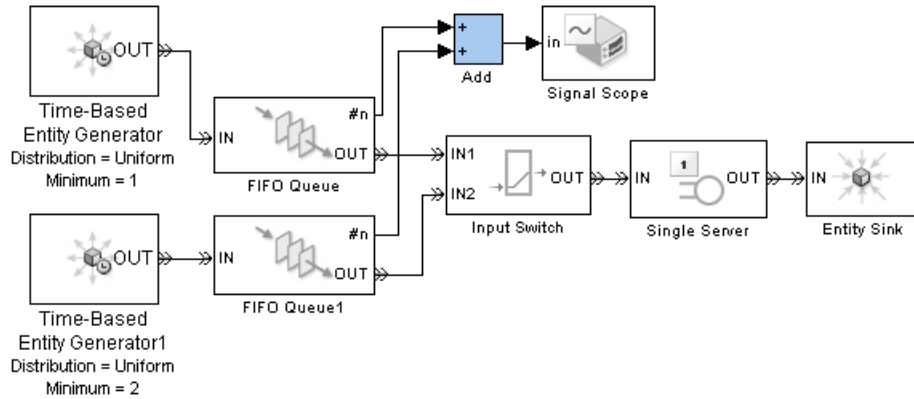 OUT
Time-Based
Entity Generator
Distribution = Uniform
Minimum = 1
IN
#n
OUT
FIFO Queue
+
+
Add
in
Signal Scope
IN1
IN2
OUT
Input Switch
IN
1
OUT
Single Server
IN
Entity Sink
OUT
Time-Based
Entity Generator1
Distribution = Uniform
Minimum = 2
IN
#n
OUT
FIFO Queue1